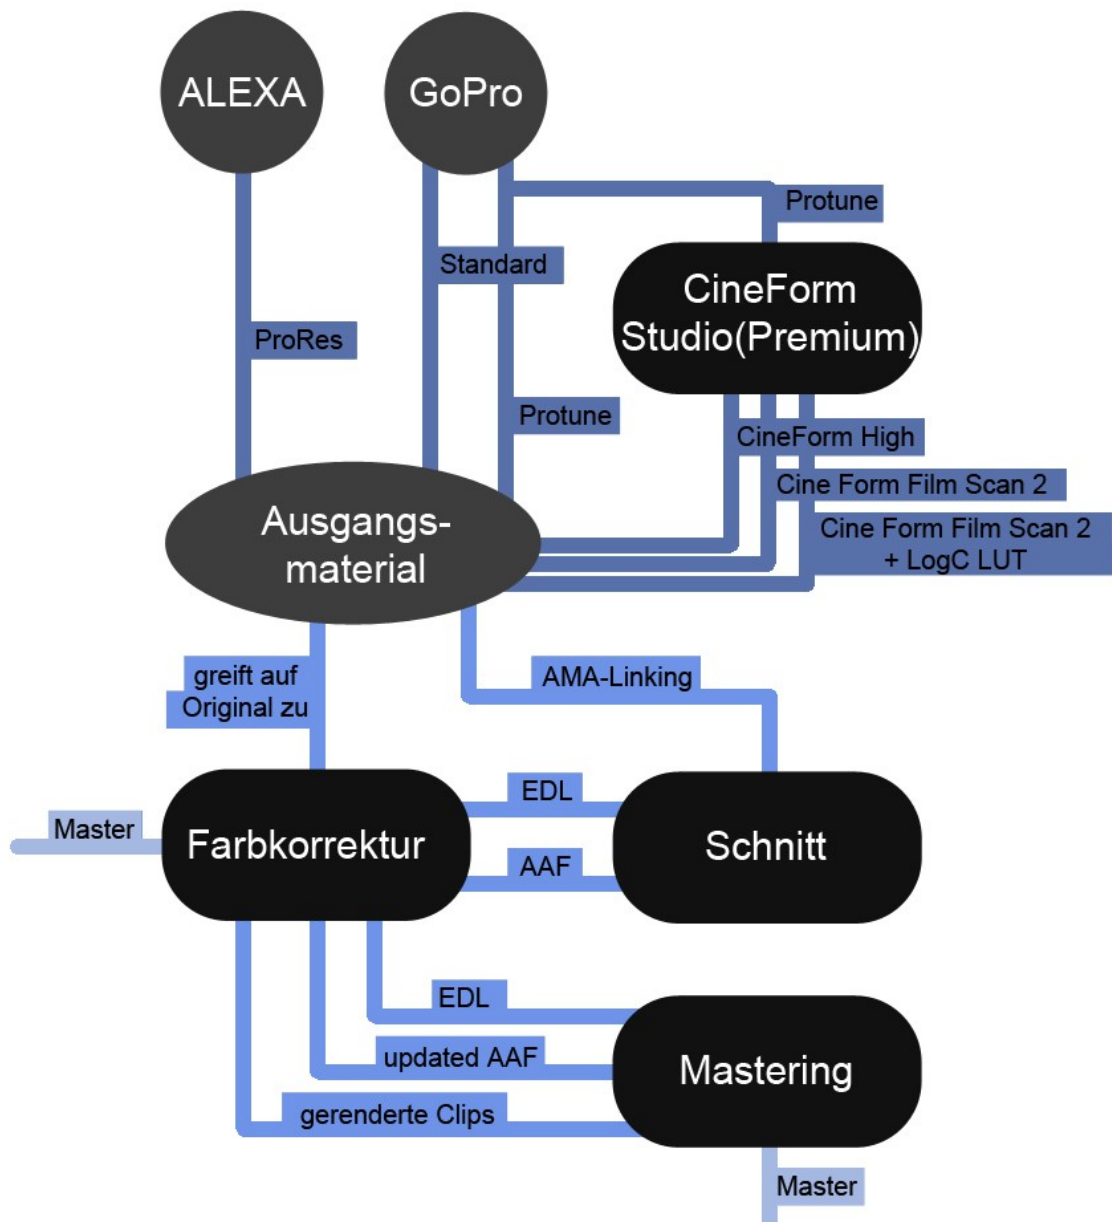 ALEXA
GoPro
Protune
Standard
CineForm
Studio(Premium)
ProRes
Protune
CineForm High
Cine Form Film Scan 2
Cine Form Film Scan 2
+ LogC LUT
Ausgangs-
material
greift auf
Original zu
AMA-Linking
EDL
Master
Farbkorrektur
Schnitt
AAF
EDL
updated AAF
Mastering
gerenderte Clips
Master